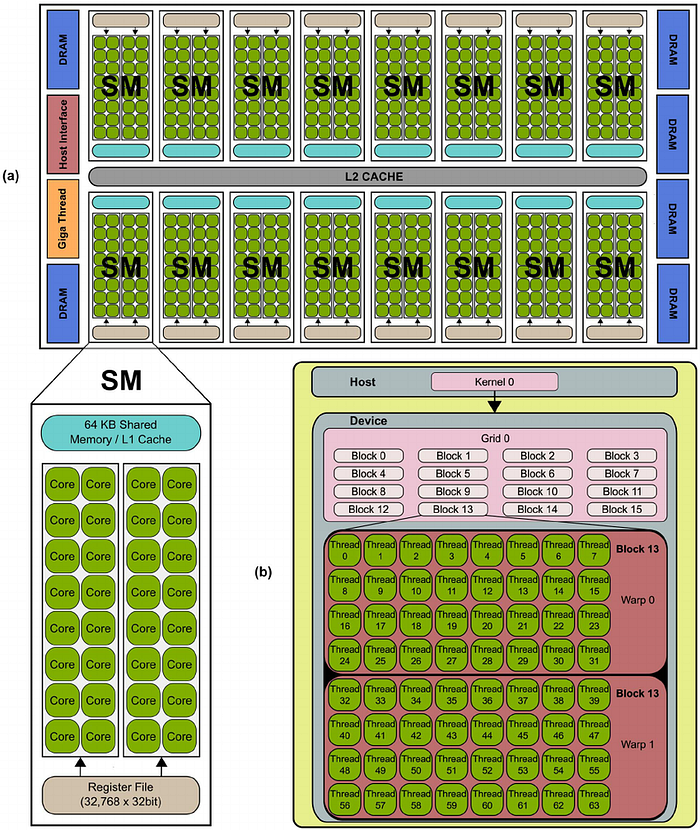 (a)
DRAM
Host Interface
Giga Thread
DRAM
SM SM SM SM SM SM SM SM
L2 CACHE
SM SM SM SM SM SM SM SM
DRAM
DRAM
DRAM
DRAM
SM
64 KB Shared
Memory / L1 Cache
Core Core Core Core
Core Core Core Core
Core Core Core Core
Core Core Core Core
Core Core Core Core
Core Core Core Core
Core Core Core Core
Core Core Core Core
Register File
(32,768 x 32bit)
(b)
Host
Kernel 0
Device
Grid 0
Block 0 Block 1 Block 2 Block 3
Block 4 Block 5 Block 6 Block 7
Block 8 Block 9 Block 10 Block 11
Block 12 Block 13 Block 14 Block 15
Thread Thread Thread Thread Thread Thread Thread Thread
0 1 2 3 4 5 6 7
Block 13
Thread Thread Thread Thread Thread Thread Thread Thread
8 9 10 11 12 13 14 15
Warp 0
Thread Thread Thread Thread Thread Thread Thread Thread
16 17 18 19 20 21 22 23
Thread Thread Thread Thread Thread Thread Thread Thread
24 25 26 27 28 29 30 31
Thread Thread Thread Thread Thread Thread Thread Thread
32 33 34 35 36 37 38 39
Block 13
Thread Thread Thread Thread Thread Thread Thread Thread
40 41 42 43 44 45 46 47
Warp 1
Thread Thread Thread Thread Thread Thread Thread Thread
48 49 50 51 52 53 54 55
Thread Thread Thread Thread Thread Thread Thread Thread
56 57 58 59 60 61 62 63